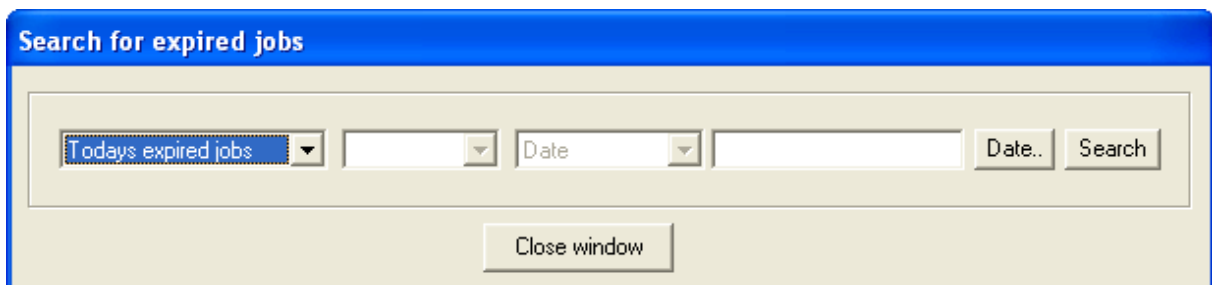 Search for expired jobs
Todays expired jobs Date Date.. Search
Close window